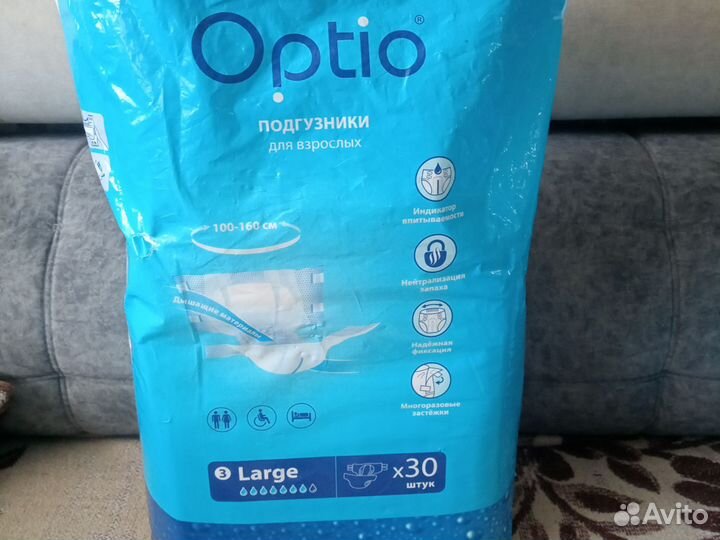 Optio®
ПОДГУЗНИКИ
для взрослых
100-160 см
Дышащие материалы
Индикатор
впитываемости
Нейтрализация
запаха
Надёжная
фиксация
Многоразовые
застёжки
3 Large
x30
штук
Avito